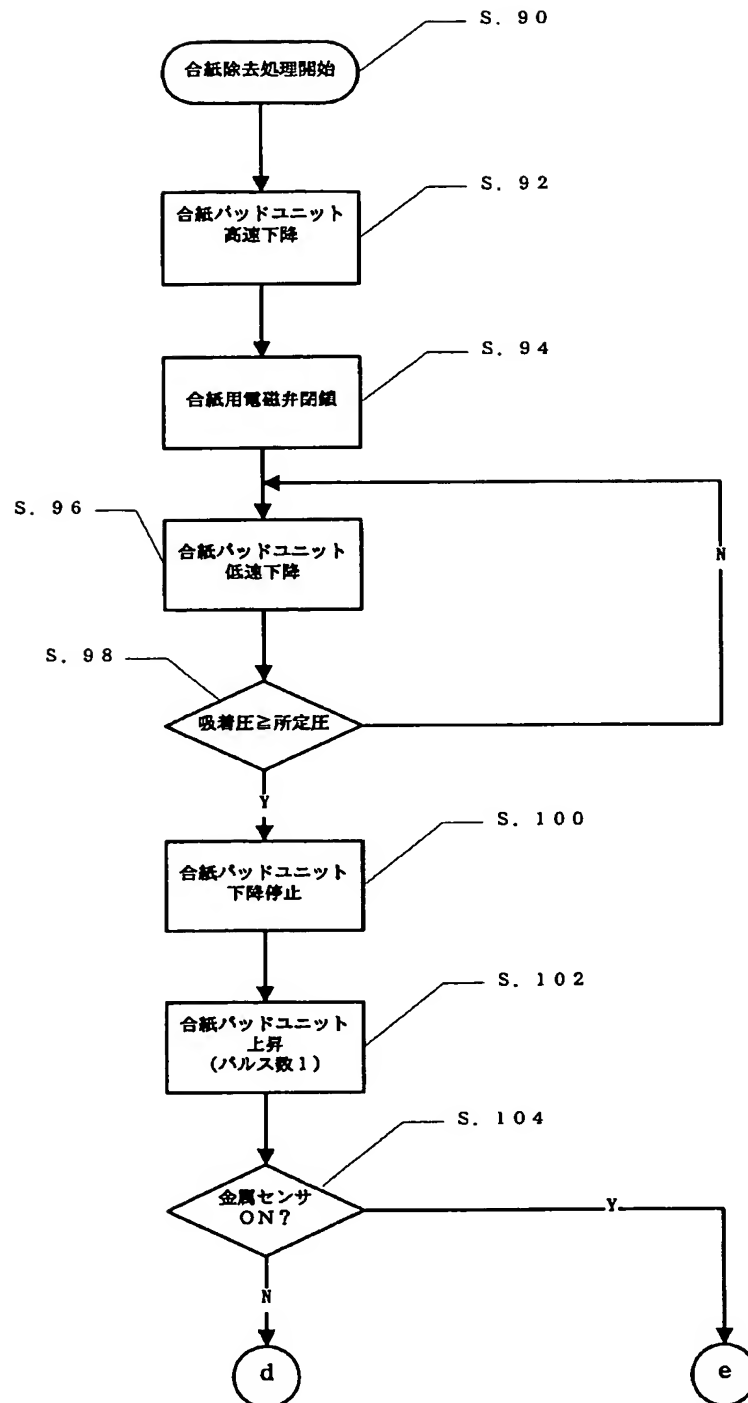 S. 90
合紙除去処理開始
S. 92
合紙パッドユニット
高速下降
S. 94
合紙用電磁弁閉鎖
S. 96
合紙パッドユニット
低速下降
N
S. 98
吸着圧≧所定圧
Y
S. 100
合紙パッドユニット
下降停止
S. 102
合紙パッドユニット
上昇
(パルス数1)
S. 104
金属センサ
ON?
Y
N
d
e